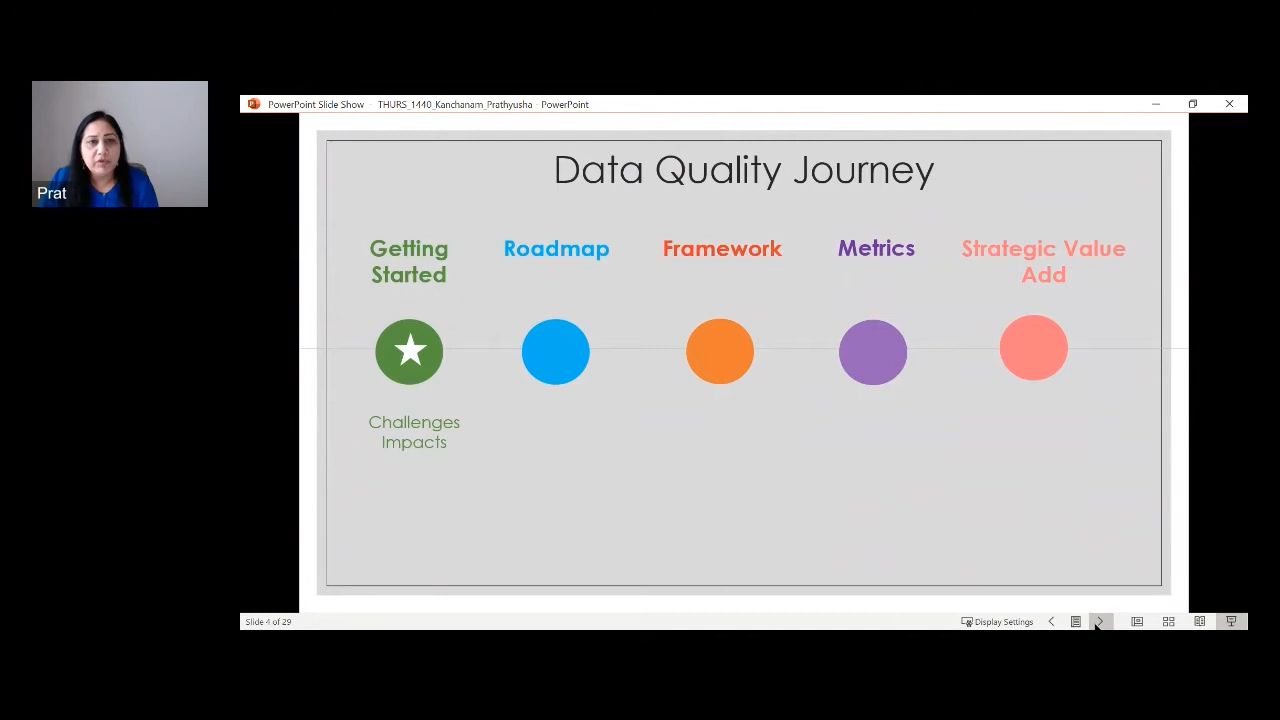 PowerPoint Slide Show - THURS_1440_Kanchanam_Prathyusha - PowerPoint
Prat
Data Quality Journey
Getting
Started
Roadmap
Framework
Metrics
Strategic Value
Add
Challenges
Impacts
Slide 4 of 29
Display Settings